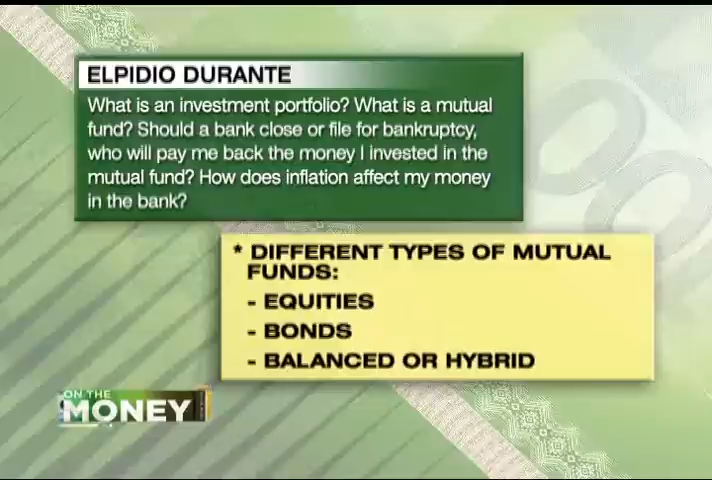 ELPIDIO DURANTE
What is an investment portfolio? What is a mutual
fund? Should a bank close or file for bankruptcy,
who will pay me back the money I invested in the
mutual fund? How does inflation affect my money
in the bank?
* DIFFERENT TYPES OF MUTUAL
FUNDS:
- EQUITIES
- BONDS
- BALANCED OR HYBRID
ON THE
MONEY